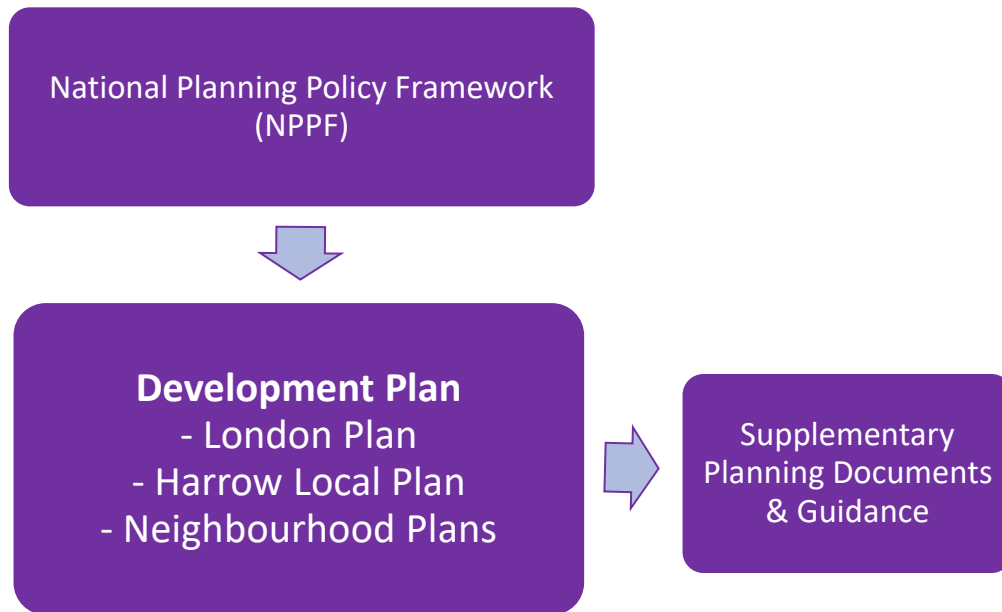 National Planning Policy Framework
(NPPF)
Development Plan
- London Plan
- Harrow Local Plan
- Neighbourhood Plans
Supplementary
Planning Documents
& Guidance